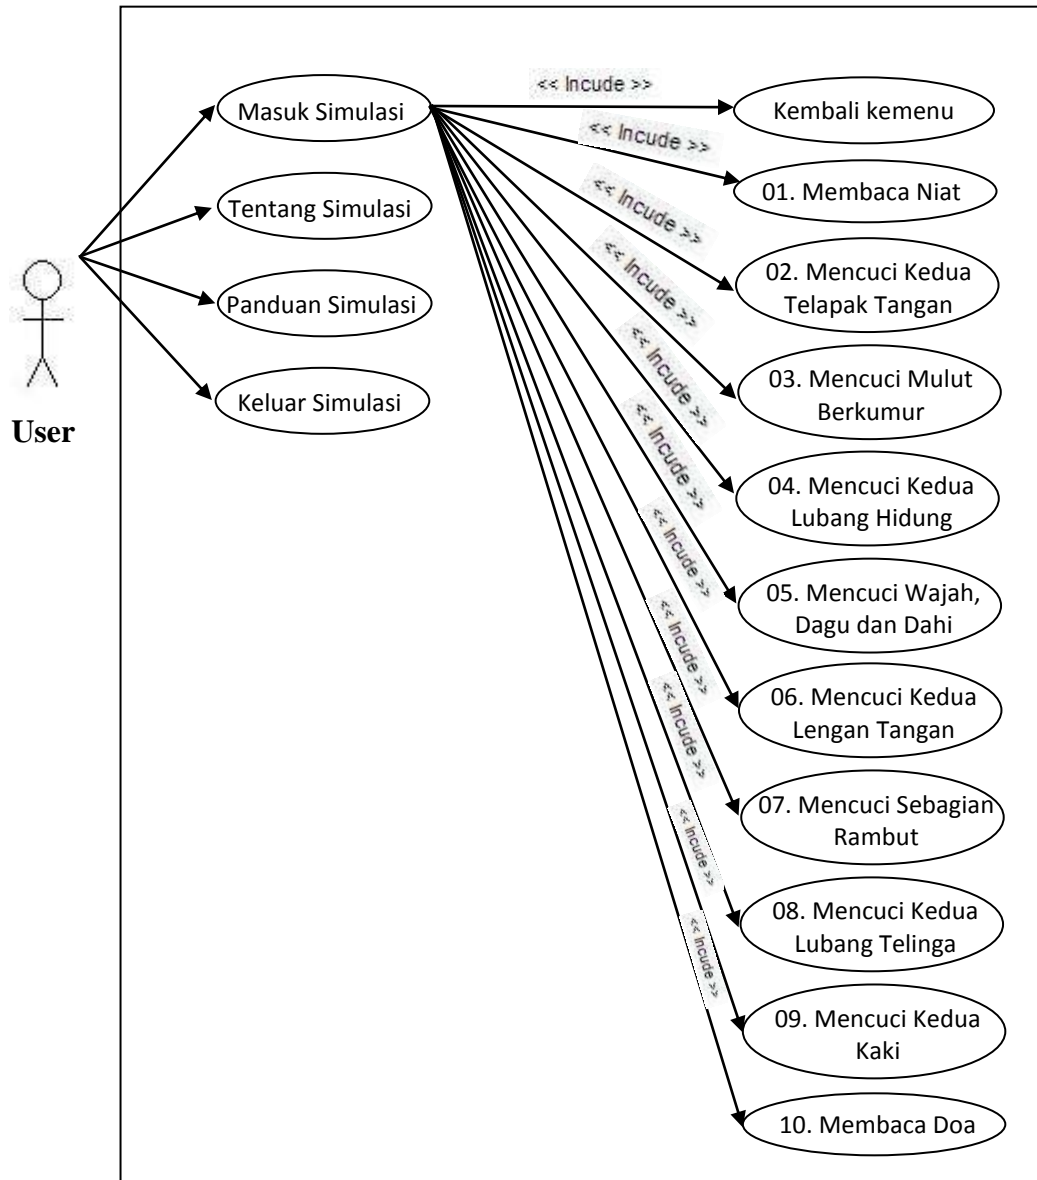 << Incude >>
Masuk Simulasi
Kembali kemenu
<< Incude >>
01. Membaca Niat
Tentang Simulasi
<< Incude >>
02. Mencuci Kedua
Telapak Tangan
Panduan Simulasi
<< Incude >>
03. Mencuci Mulut
Berkumur
Keluar Simulasi
User
<< Incude >>
04. Mencuci Kedua
Lubang Hidung
<< Incude >>
05. Mencuci Wajah,
Dagu dan Dahi
<< Incude >>
06. Mencuci Kedua
Lengan Tangan
<< Incude >>
07. Mencuci Sebagian
Rambut
<< Incude >>
08. Mencuci Kedua
Lubang Telinga
<< Incude >>
09. Mencuci Kedua
Kaki
<< Incude >>
10. Membaca Doa